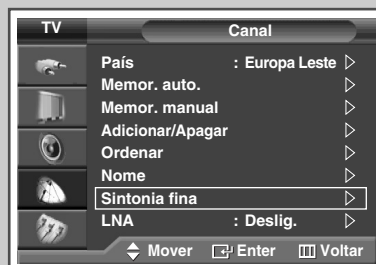 TV Canal
País : Europa Leste
Memor. auto.
Memor. manual
Adicionar/Apagar
Ordenar
Nome
Sintonia fina
LNA : Deslig.
Mover Enter Voltar